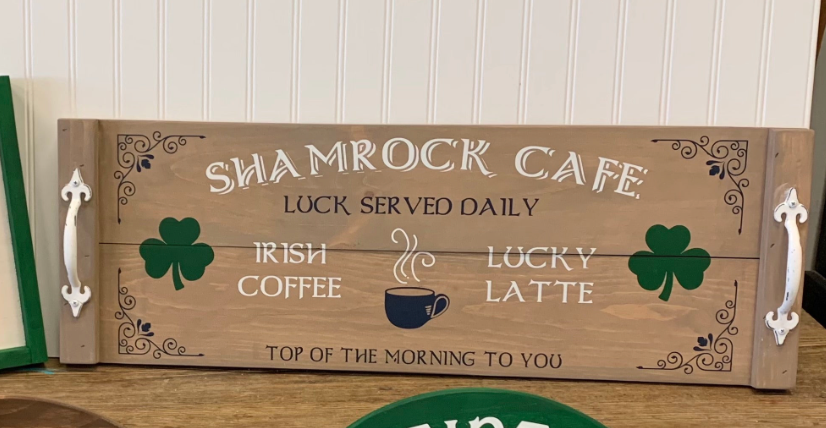 SHAMROCK CAFE
LUCK SERVED DAILY
IRISH
COFFEE
LUCKY
LATTE
TOP OF THE MORNING TO YOU